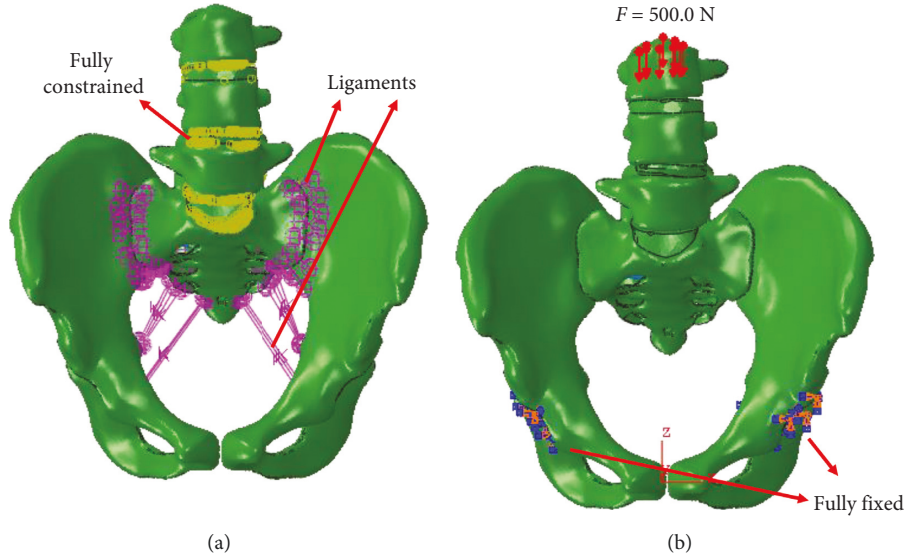 F = 500.0 N
Fully
constrained
Ligaments
Z
Fully fixed
(a)
(b)